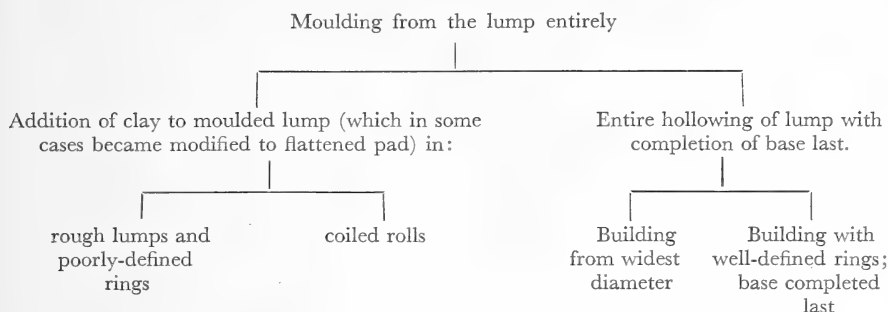 Moulding from the lump entirely
Addition of clay to moulded lump (which in some
cases became modified to flattened pad) in:
Entire hollowing of lump with
completion of base last.
rough lumps and
poorly-defined
rings
coiled rolls
Building
from widest
diameter
Building with
well-defined rings;
base completed
last